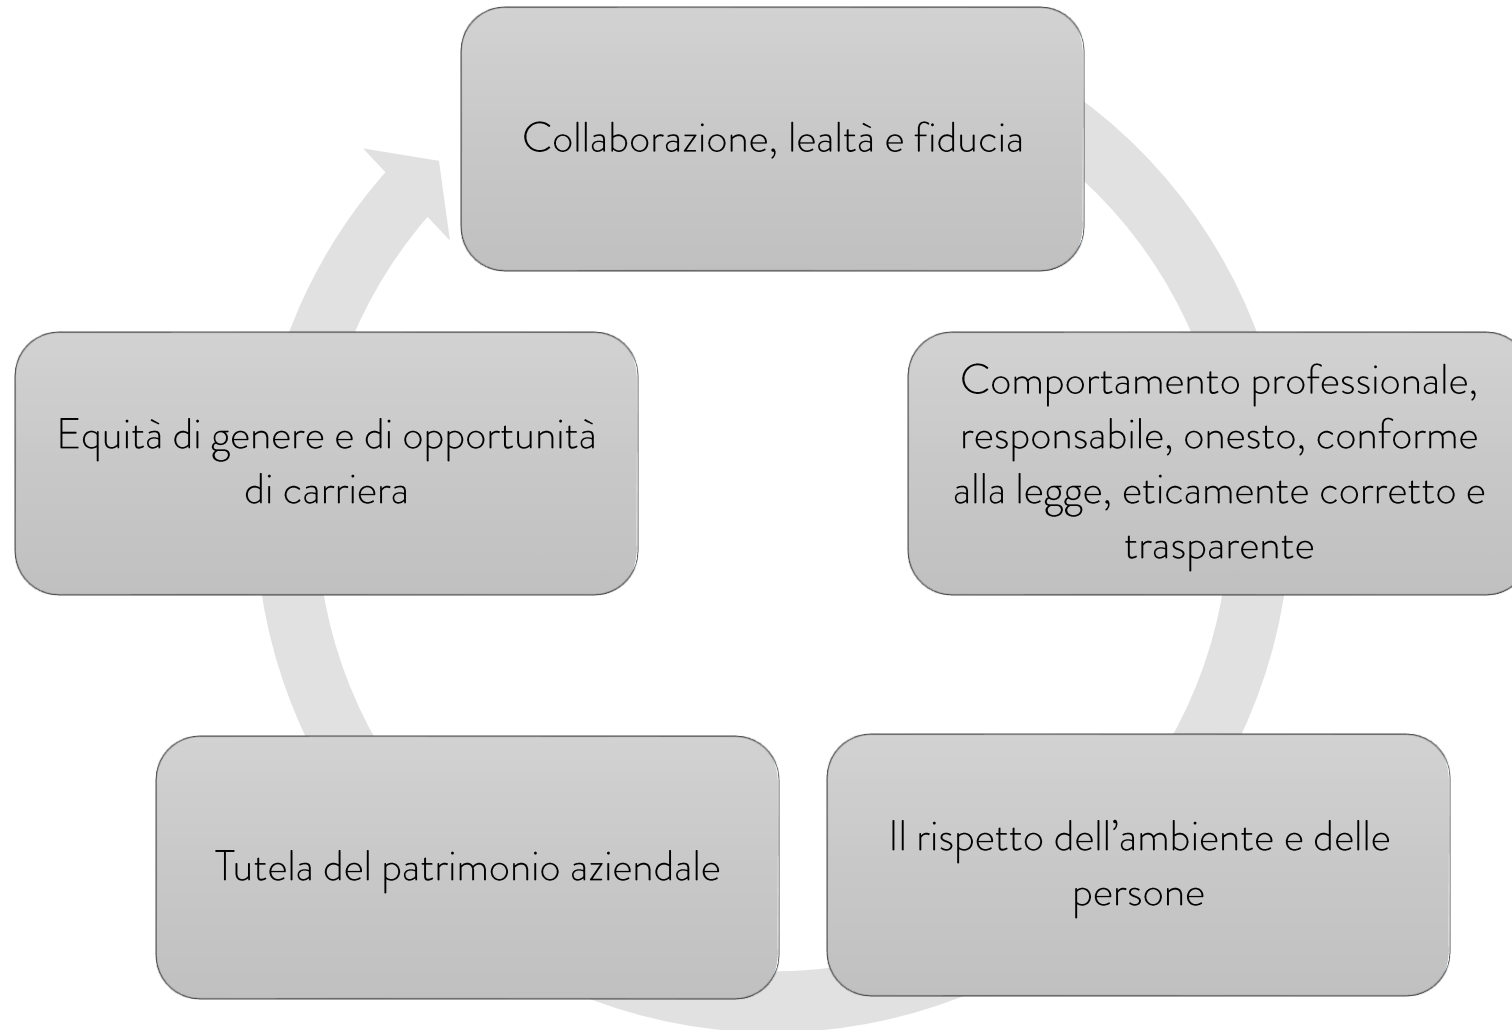 Collaborazione, lealtà e fiducia
Comportamento professionale,
responsabile, onesto, conforme
alla legge, eticamente corretto e
trasparente
Il rispetto dell’ambiente e delle
persone
Tutela del patrimonio aziendale
Equità di genere e di opportunità
di carriera